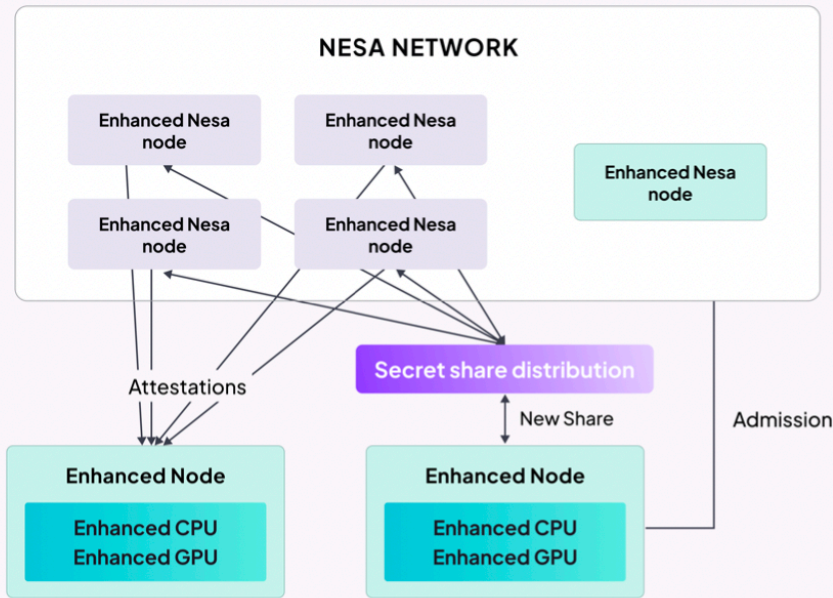 NESA NETWORK
Enhanced Nesa
node
Enhanced Nesa
node
Enhanced Nesa
node
Enhanced Nesa
node
Enhanced Nesa
node
Secret share distribution
Attestations
New Share
Admission
Enhanced Node
Enhanced CPU
Enhanced GPU
Enhanced Node
Enhanced CPU
Enhanced GPU